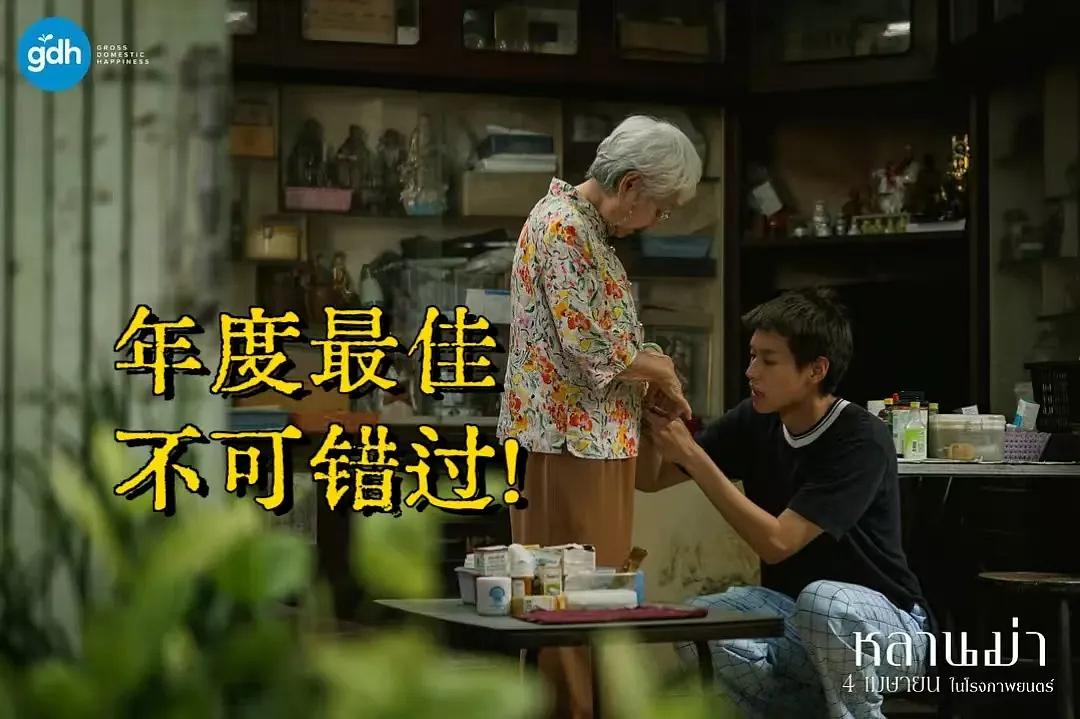 gdh
GROSS
DOMESTIC
HAPPINESS
年度最佳
不可错过!
หลานม่า
4 เมษายน ในโรงภาพยนตร์